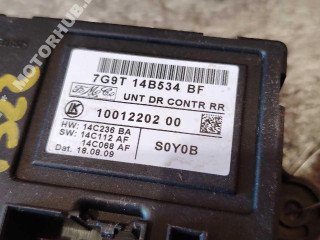 MOTORHUB.
7G9T 14B534 BF
UNT DR CONTR RR
10012202 00
HW: 14C236 BA
SW: 14C112 AF
14C068 AF
Dat. 18.08.09
S0Y0B